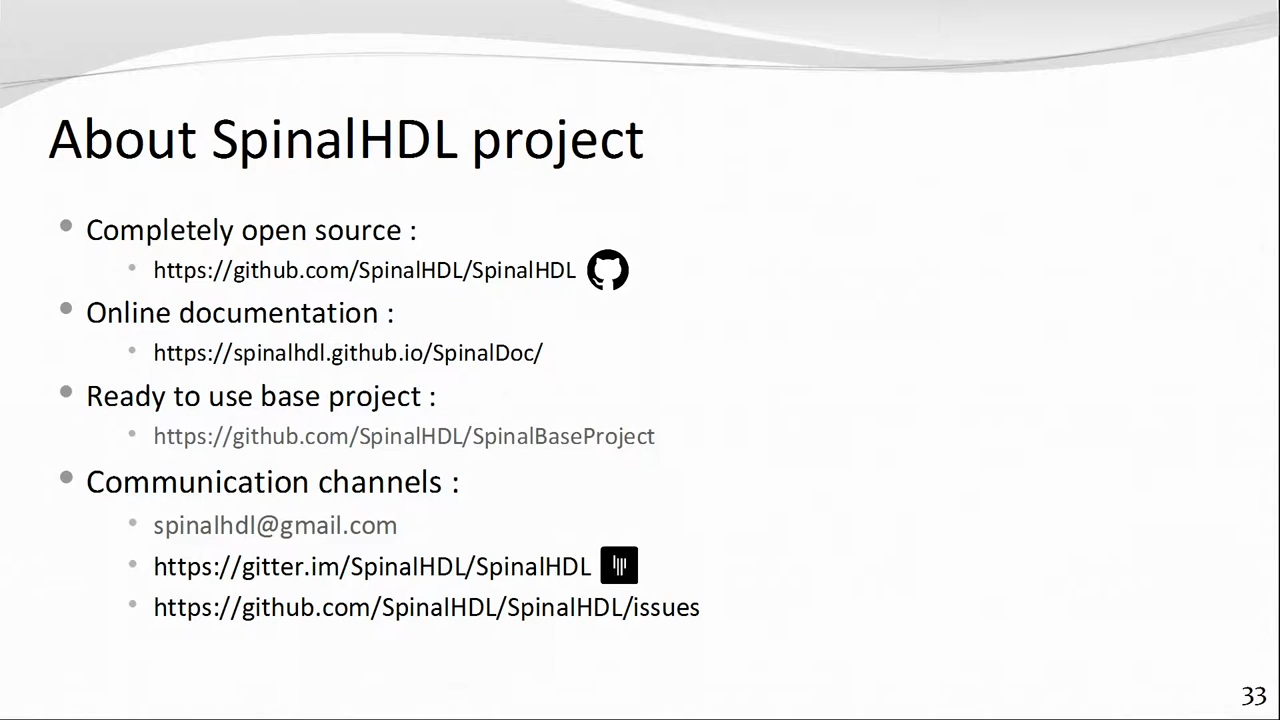 About SpinalHDL project
Completely open source :
https://github.com/SpinalHDL/SpinalHDL
Online documentation :
https://spinalhdl.github.io/SpinalDoc/
Ready to use base project :
https://github.com/SpinalHDL/SpinalBaseProject
Communication channels :
spinalhdl@gmail.com
https://gitter.im/SpinalHDL/SpinalHDL
https://github.com/SpinalHDL/SpinalHDL/issues
33